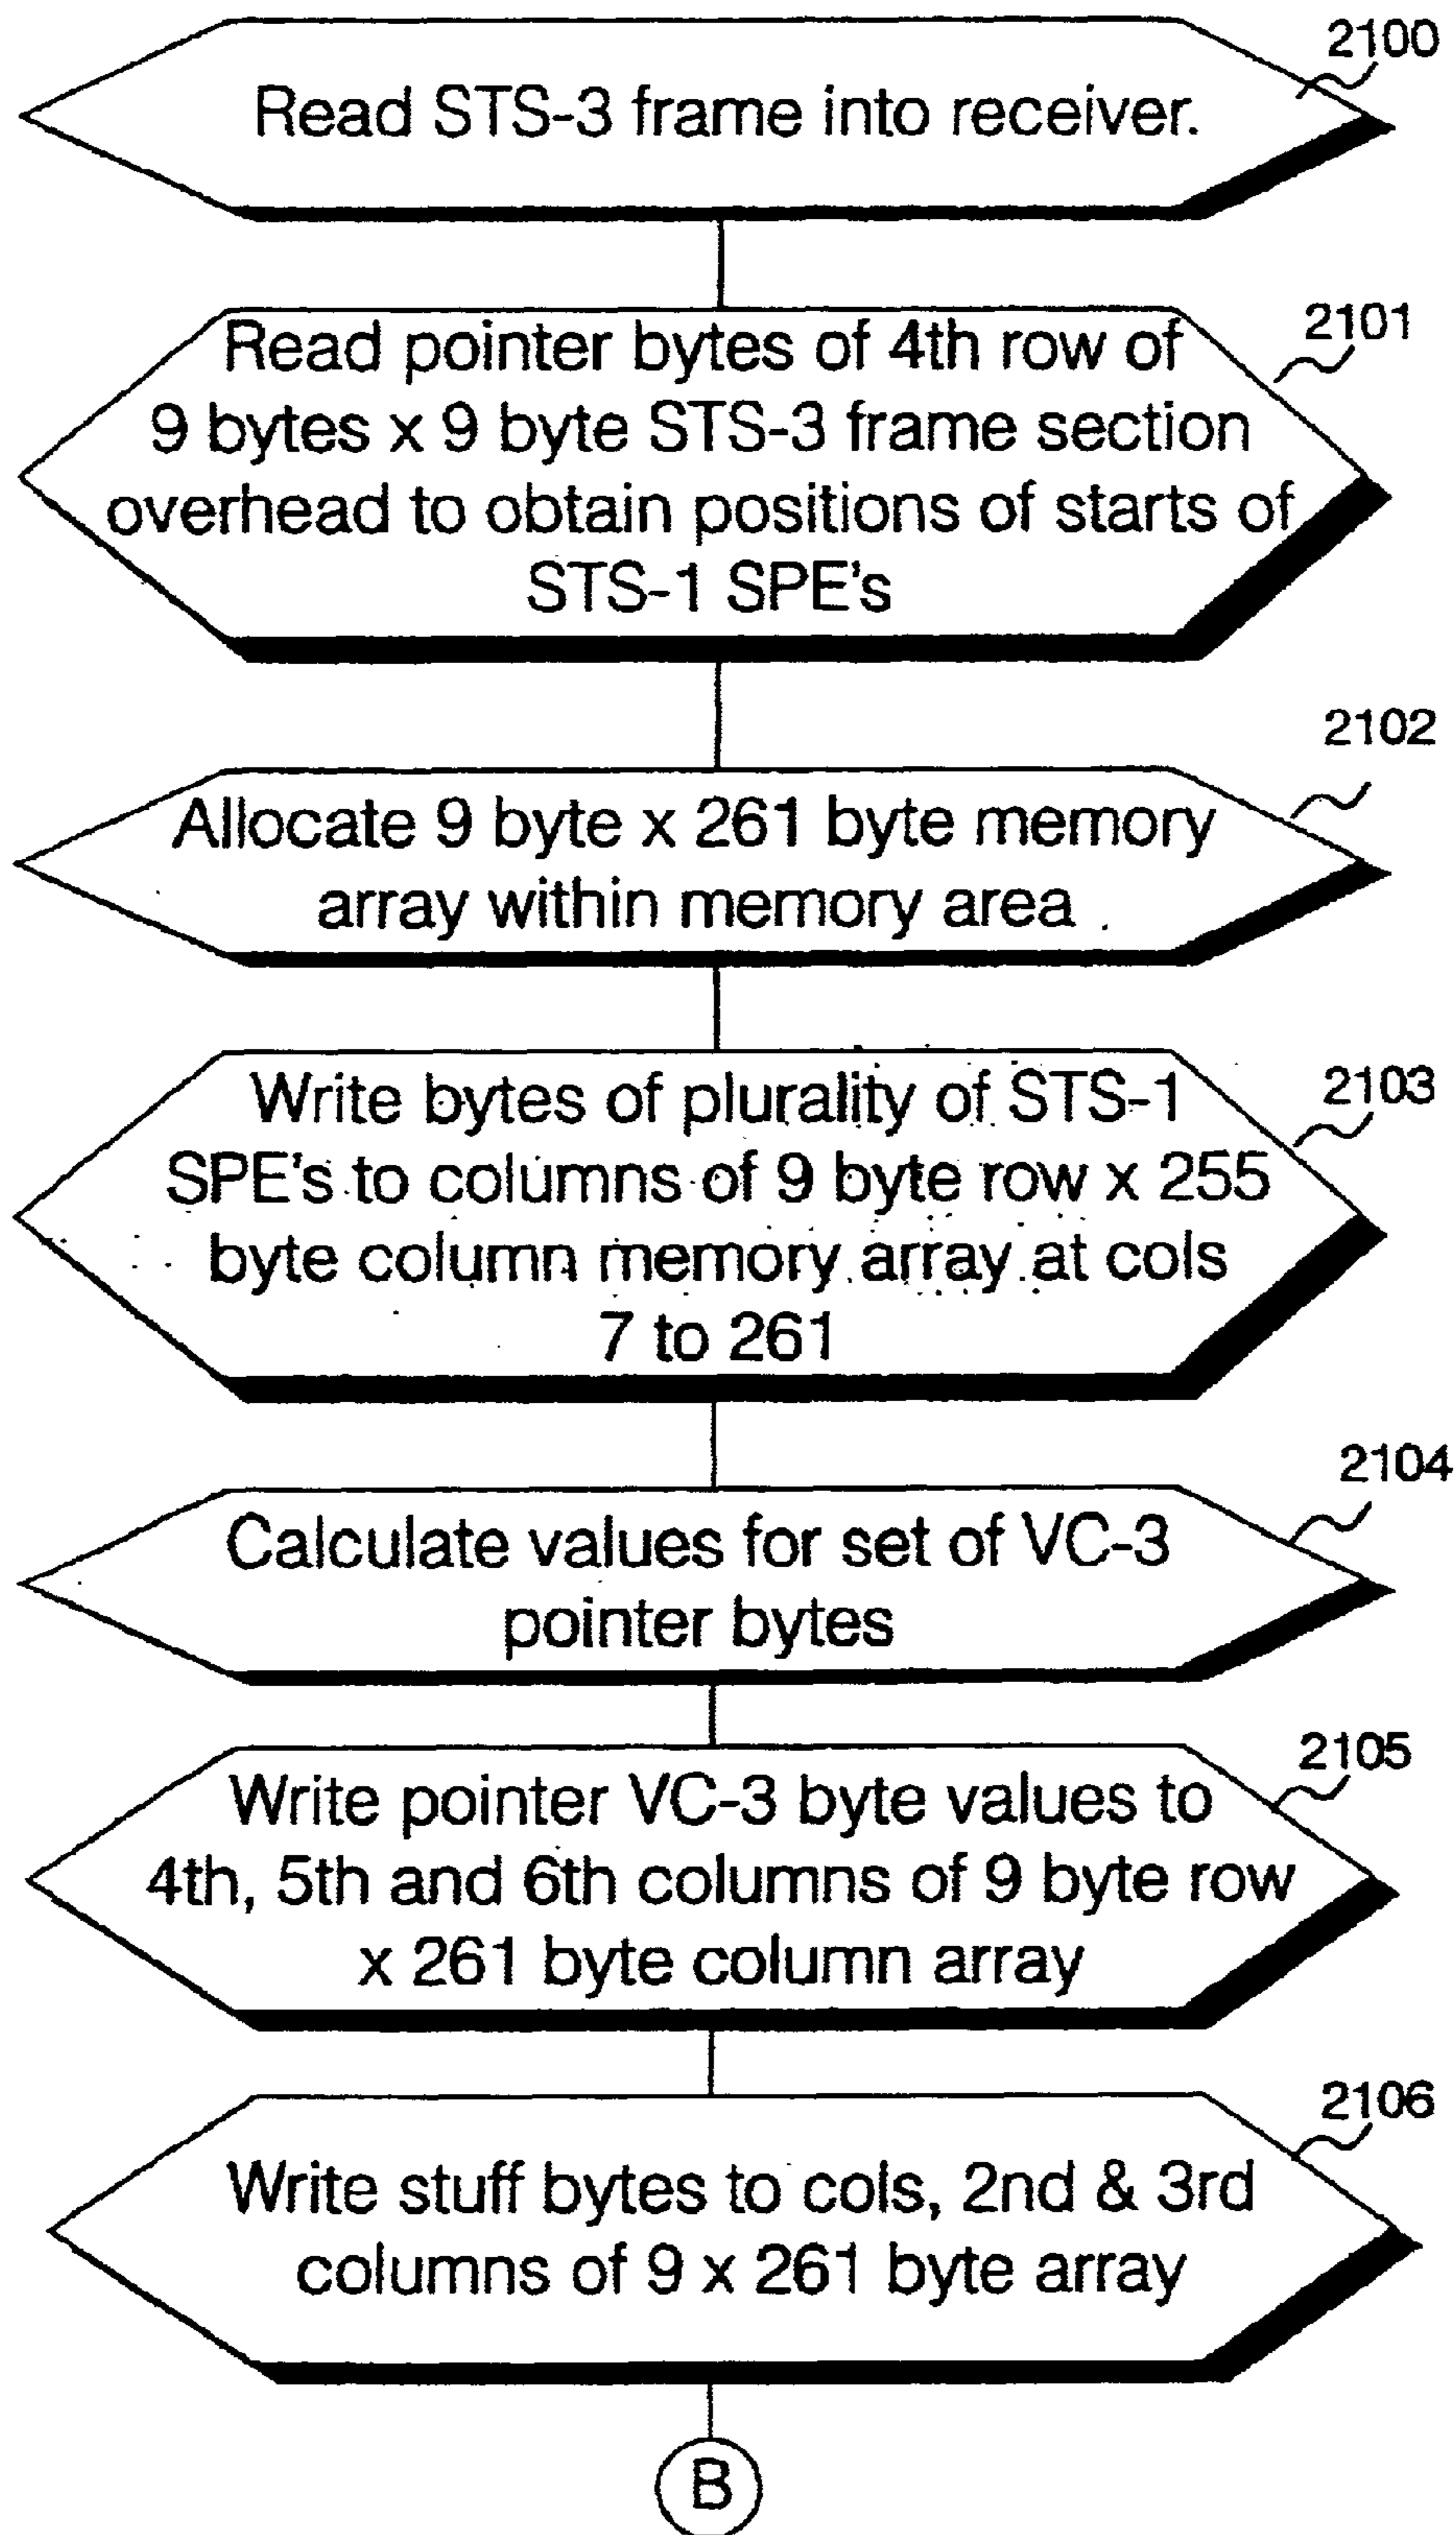 2100
Read STS-3 frame into receiver.
2101
Read pointer bytes of 4th row of
9 bytes x 9 byte STS-3 frame section
overhead to obtain positions of starts of
STS-1 SPE's
2102
Allocate 9 byte x 261 byte memory
array within memory area
2103
Write bytes of plurality of STS-1
SPE's to columns of 9 byte row x 255
byte column memory array at cols
7 to 261
2104
Calculate values for set of VC-3
pointer bytes
2105
Write pointer VC-3 byte values to
4th, 5th and 6th columns of 9 byte row
x 261 byte column array
2106
Write stuff bytes to cols, 2nd & 3rd
columns of 9 x 261 byte array
B